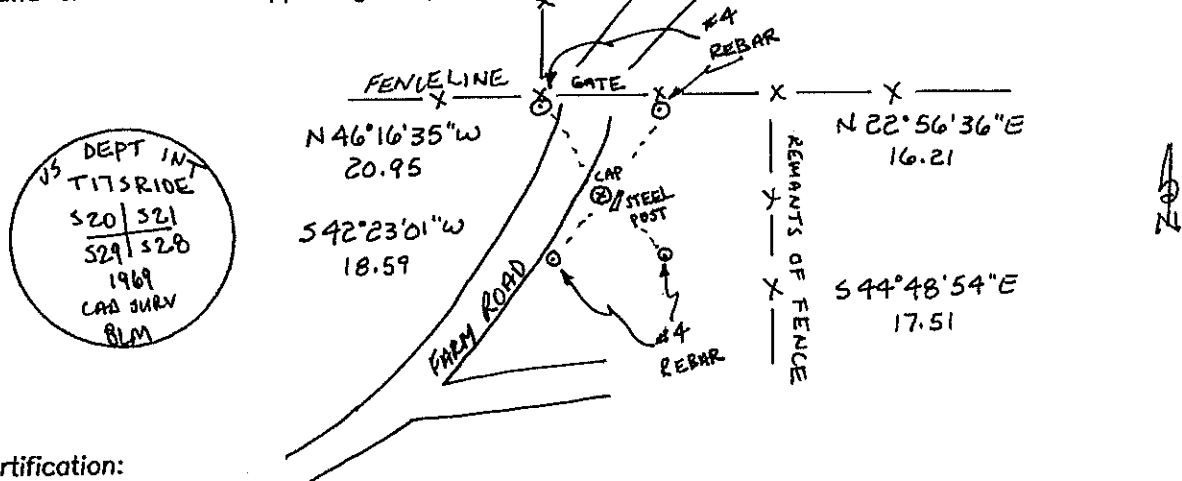 #4
REBAR
FENCELINE
GATE
N 46°16'35"W
20.95
N 22°56'36"E
16.21
US DEPT INT
T17S R10E
S20 | S21
S29 | S28
1969
CAD SURV
BLM
CAP
STEEL
POST
S 42°23'01"W
18.59
REMANTS OF FENCE
FARM ROAD
S 44°48'54"E
17.51
#4
REBAR
N
rtification: